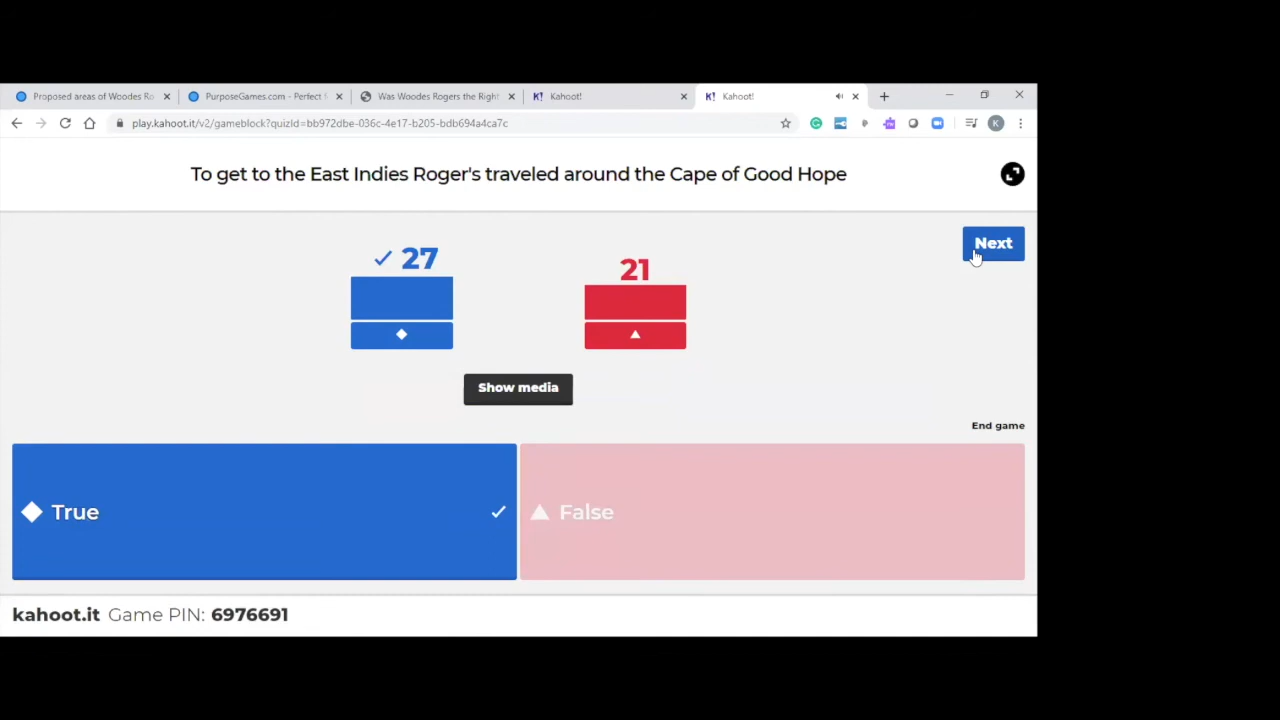 Proposed areas of Woodes Ro
PurposeGames.com - Perfect f
Was Woodes Rogers the Right
K! Kahoot!
K! Kahoot!
play.kahoot.it/v2/gameblock?quizId=bb972dbe-036c-4e17-b205-bdb694a4ca7c
K
To get to the East Indies Roger's traveled around the Cape of Good Hope
Next
27
21
Show media
End game
True
False
kahoot.it Game PIN: 6976691